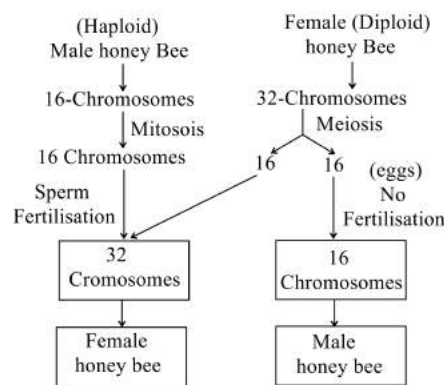 (Haploid)
Male honey Bee
Female (Diploid)
honey Bee
16-Chromosomes
32-Chromosomes
Mitosois
Meiosis
16 Chromosomes
16
16
(eggs)
No
Fertilisation
Sperm
Fertilisation
32
Cromosomes
16
Chromosomes
Female
honey bee
Male
honey bee